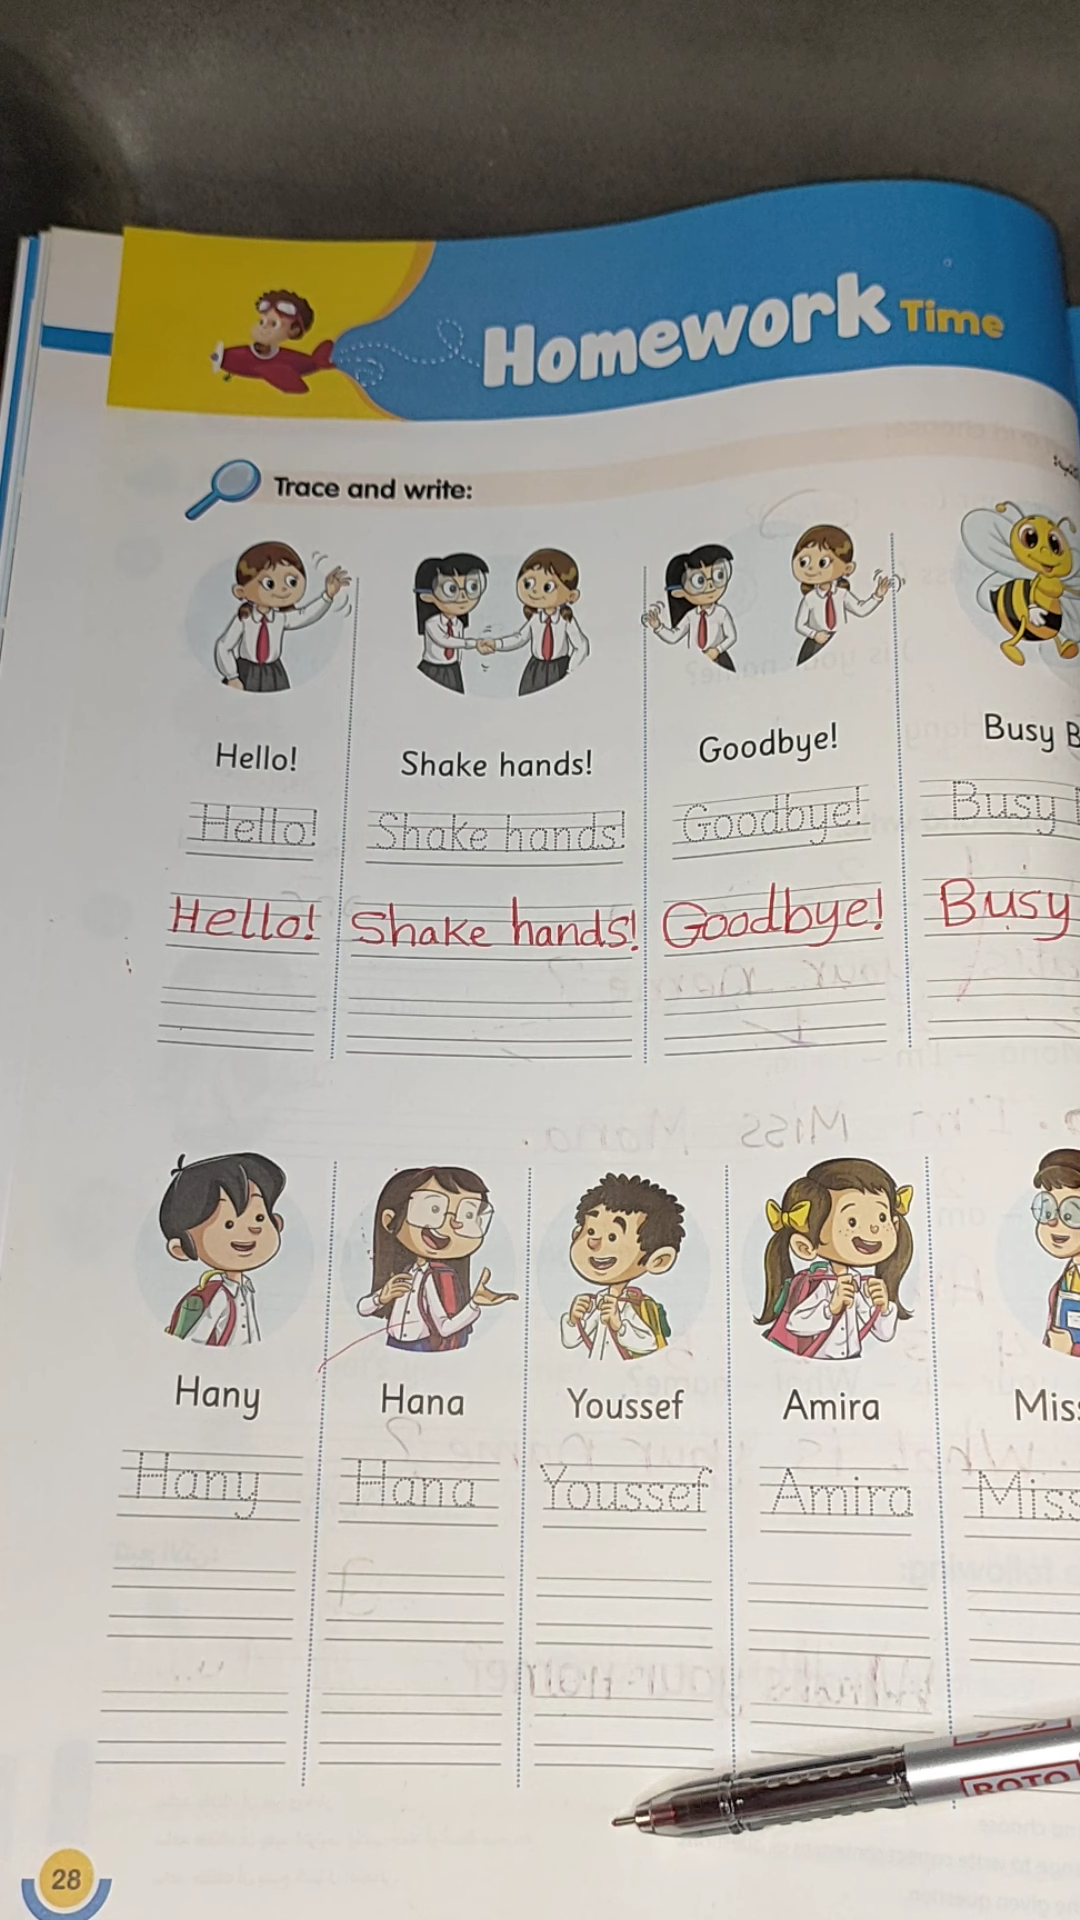 Homework Time
Trace and write:
Hello! Shake hands! Goodbye! Busy B
Hello! Shake hands! Goodbye! Busy
Hello! Shake hands! Goodbye! Busy
Hany Hana Youssef Amira Miss
Hany Hana Youssef Amira Miss
ROTO
28